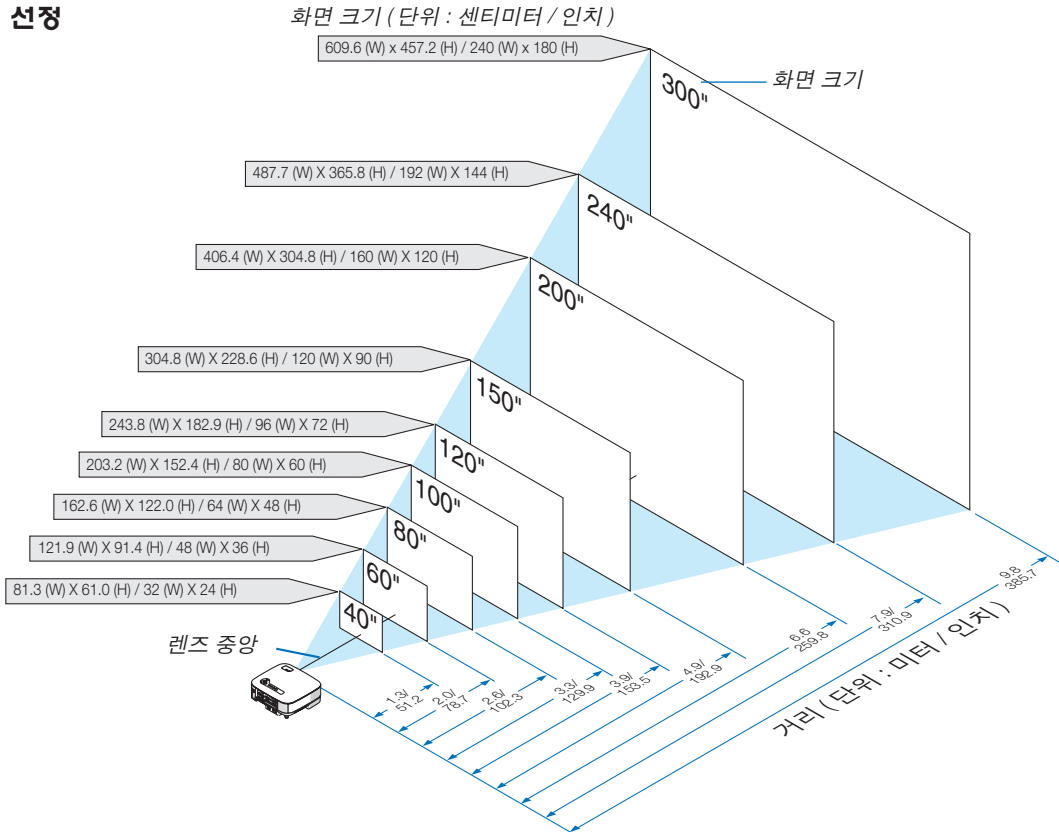 선정
화면 크기 ( 단위 : 센티미터 / 인치 )
609.6 (W) x 457.2 (H) / 240 (W) x 180 (H)
화면 크기
300"
487.7 (W) X 365.8 (H) / 192 (W) X 144 (H)
240"
406.4 (W) X 304.8 (H) / 160 (W) X 120 (H)
200"
304.8 (W) X 228.6 (H) / 120 (W) X 90 (H)
150"
243.8 (W) X 182.9 (H) / 96 (W) X 72 (H)
120"
203.2 (W) X 152.4 (H) / 80 (W) X 60 (H)
100"
162.6 (W) X 122.0 (H) / 64 (W) X 48 (H)
80"
121.9 (W) X 91.4 (H) / 48 (W) X 36 (H)
60"
81.3 (W) X 61.0 (H) / 32 (W) X 24 (H)
40"
렌즈 중앙
1.3/
51.2
2.0/
78.7
2.6/
102.3
3.3/
129.9
3.9/
153.5
4.9/
192.9
6.6
259.8
7.9/
310.9
9.8
385.7
거리 ( 단위 : 미터 / 인치 )